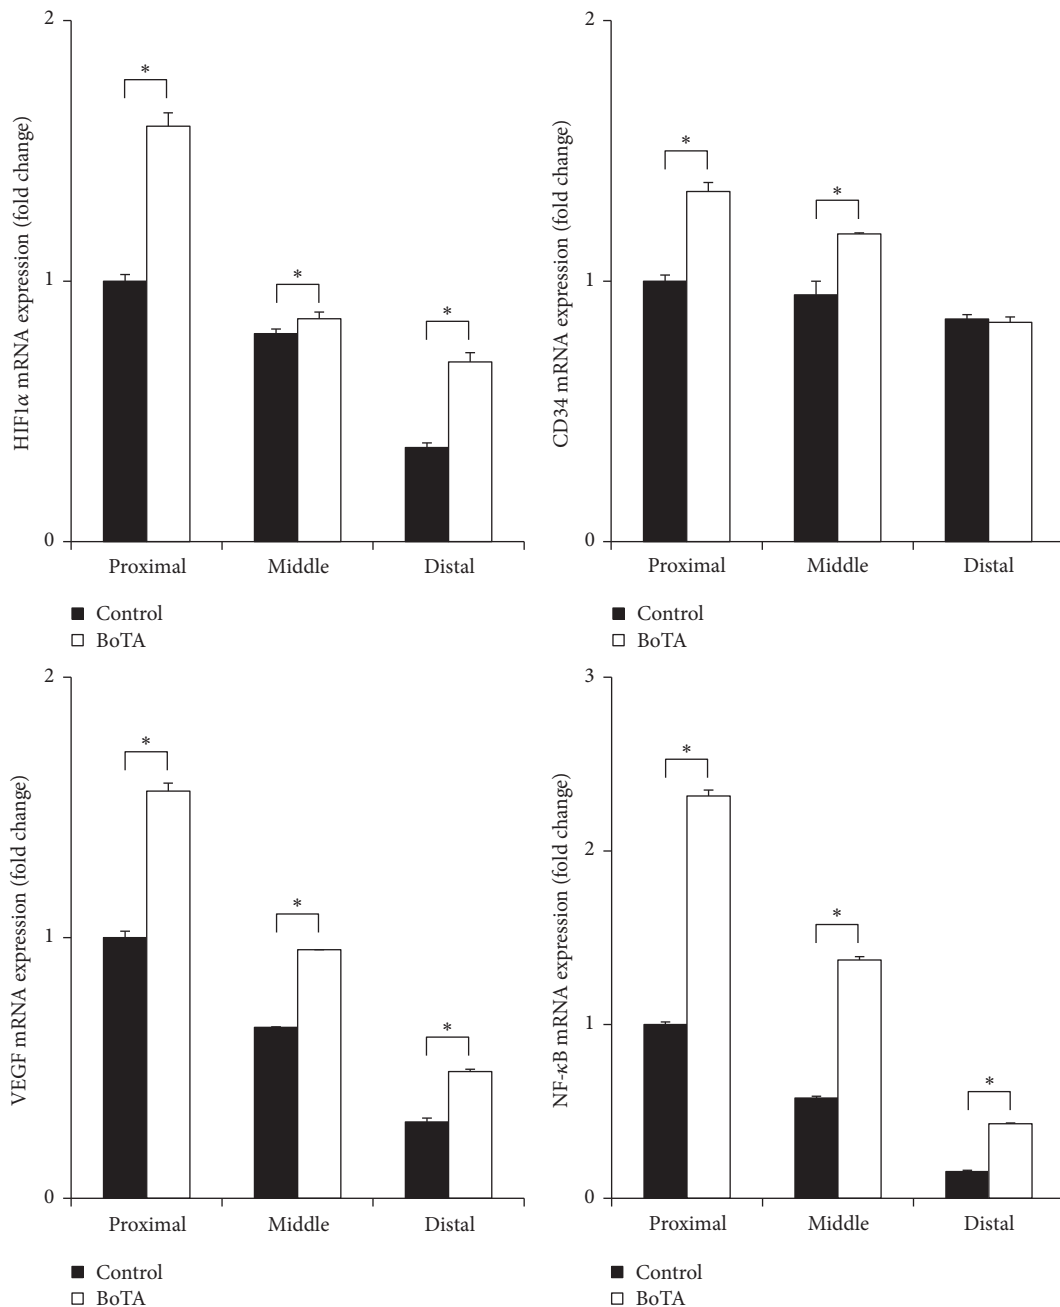 HIF1α mRNA expression (fold change)
2
1
0
*
*
*
Proximal Middle Distal
Control
BoTA
CD34 mRNA expression (fold change)
2
1
0
*
*
Proximal Middle Distal
Control
BoTA
VEGF mRNA expression (fold change)
2
1
0
*
*
*
Proximal Middle Distal
Control
BoTA
NF-κB mRNA expression (fold change)
3
2
1
0
*
*
*
Proximal Middle Distal
Control
BoTA